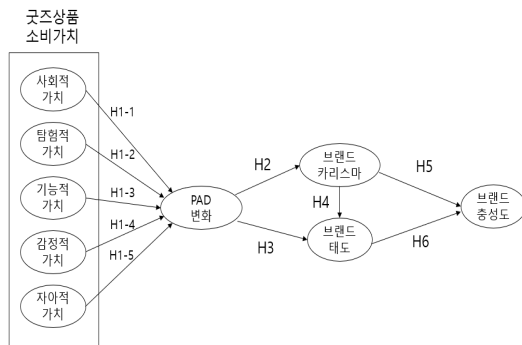 굿즈상품
소비가치
사회적
가치
탐험적
가치
기능적
가치
감정적
가치
자아적
가치
H1-1
H1-2
H1-3
H1-4
H1-5
PAD
변화
H2
H3
브랜드
카리스마
H4
브랜드
태도
H5
H6
브랜드
충성도